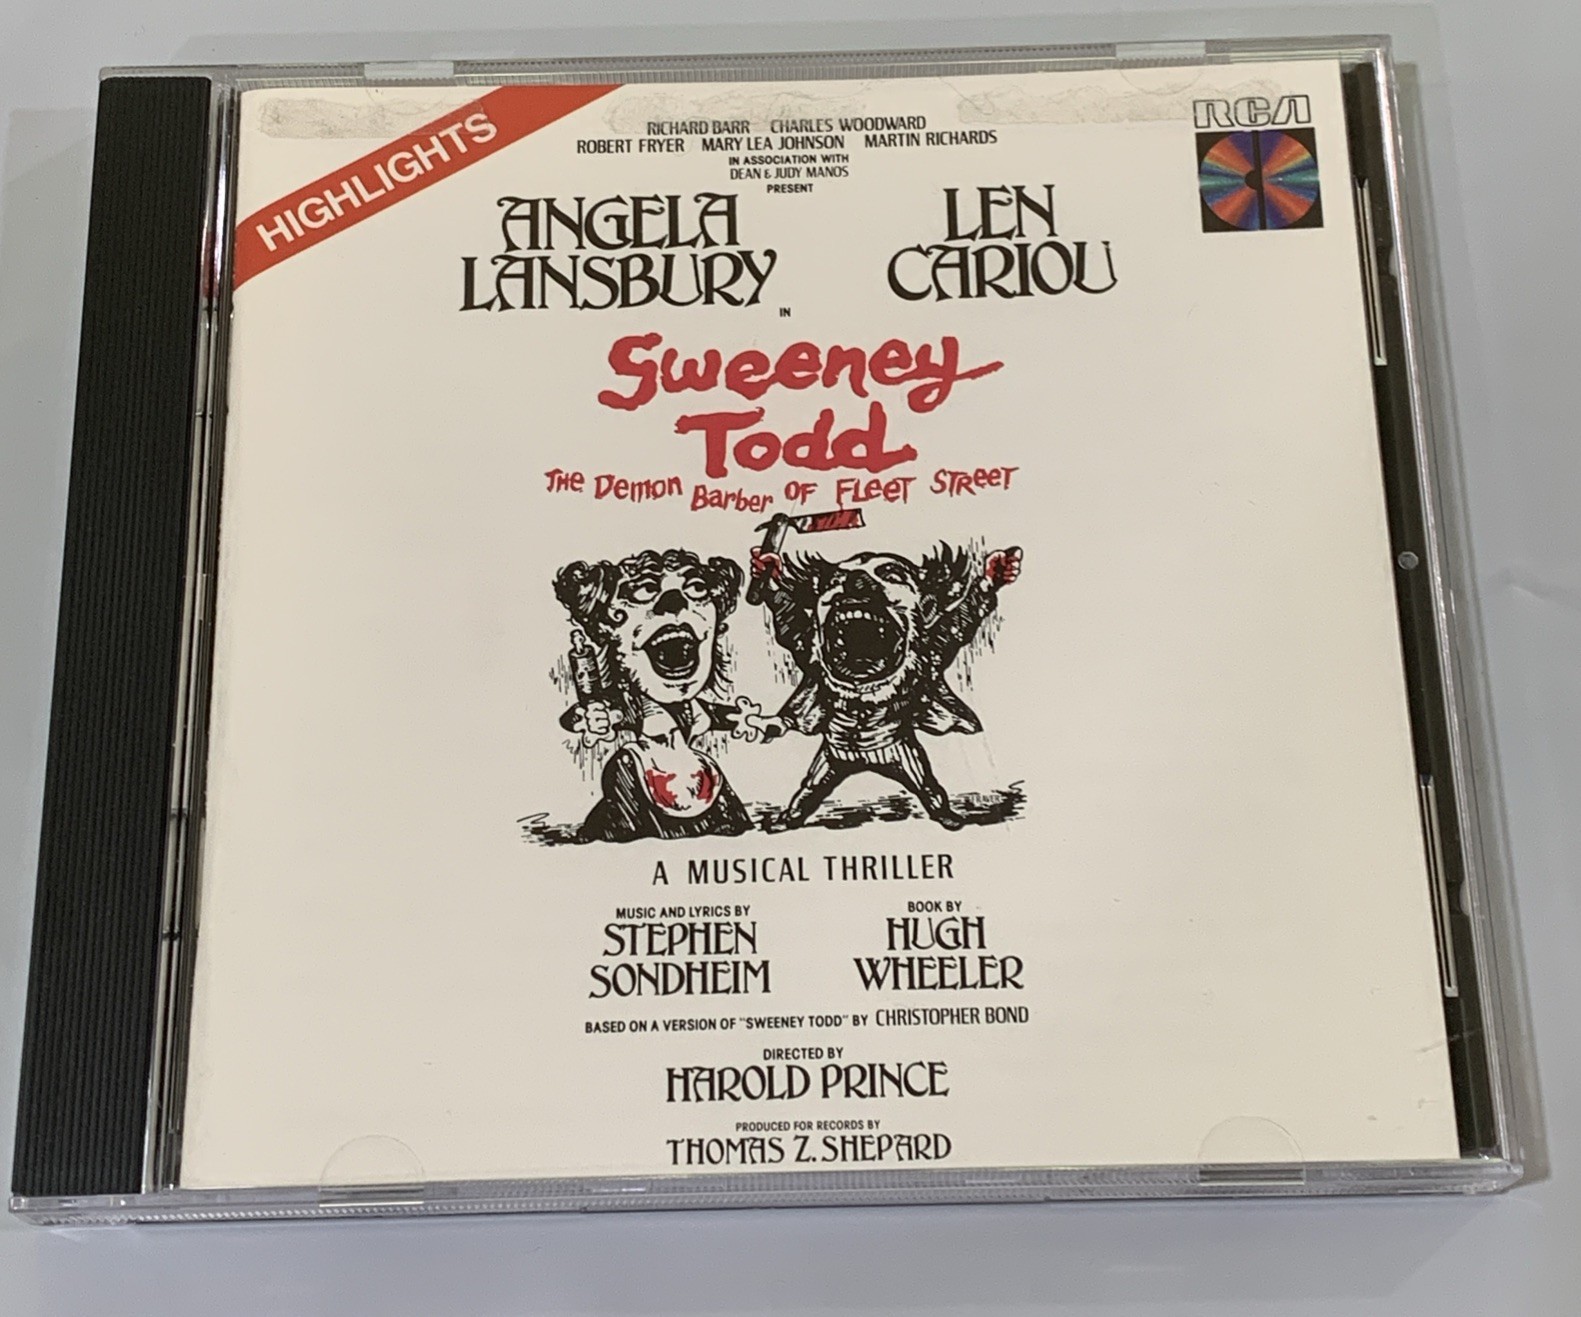 HIGHLIGHTS
RCA
RICHARD BARR CHARLES WOODWARD
ROBERT FRYER MARY LEA JOHNSON MARTIN RICHARDS
IN ASSOCIATION WITH
DEAN & JUDY MANOS
PRESENT
ANGELA LANSBURY
LEN CARIOU
IN
Sweeney
Todd
THE Demon Barber OF FLeeT STReeT
A MUSICAL THRILLER
MUSIC AND LYRICS BY
STEPHEN
SONDHEIM
BOOK BY
HUGH
WHEELER
BASED ON A VERSION OF "SWEENEY TODD" BY CHRISTOPHER BOND
DIRECTED BY
HAROLD PRINCE
PRODUCED FOR RECORDS BY
THOMAS Z. SHEPARD